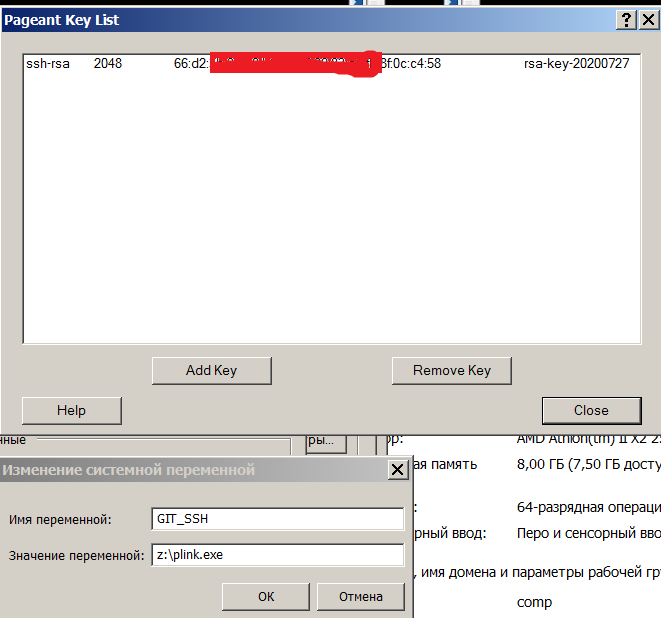 Pageant Key List
ssh-rsa 2048 66:d2: 8f:0c:c4:58 rsa-key-20200727
Add Key Remove Key
Help Close
нные ры... ор: AMD Athlon(tm) II X2 2
Изменение системной переменной
ая память 8,00 ГБ (7,50 ГБ досту
Имя переменной: GIT_SSH
: 64-разрядная операци
рный ввод: Перо и сенсорный вво
Значение переменной: z:\plink.exe
, имя домена и параметры рабочей гр
ОК Отмена
comp